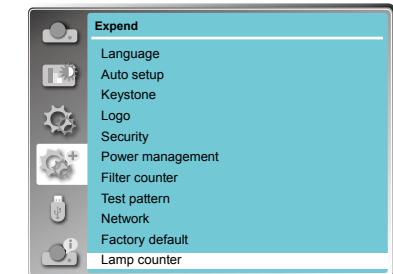 Expend
Language
Auto setup
Keystone
Logo
Security
Power management
Filter counter
Test pattern
Network
Factory default
Lamp counter